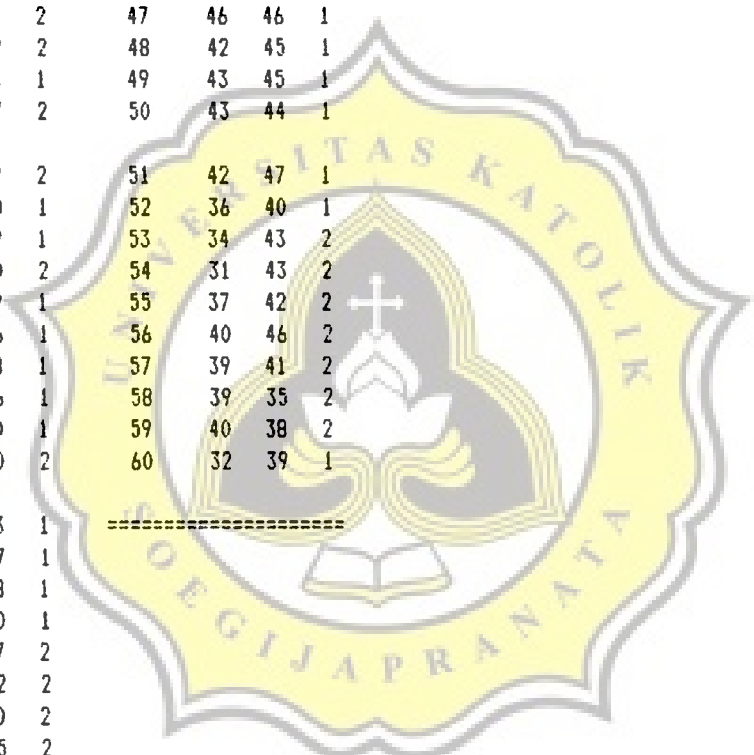 2 47 46 46 1
2 48 42 45 1
1 49 43 45 1
2 50 43 44 1
2 51 42 47 1
1 52 36 40 1
1 53 34 43 2
2 54 31 43 2
1 55 37 42 2
1 56 40 46 2
1 57 39 41 2
1 58 39 35 2
1 59 40 38 2
2 60 32 39 1
1 ====================
1
1
1
2
2
2
2
UNIVERSITAS KATOLIK
SOEGIJAPRANATA